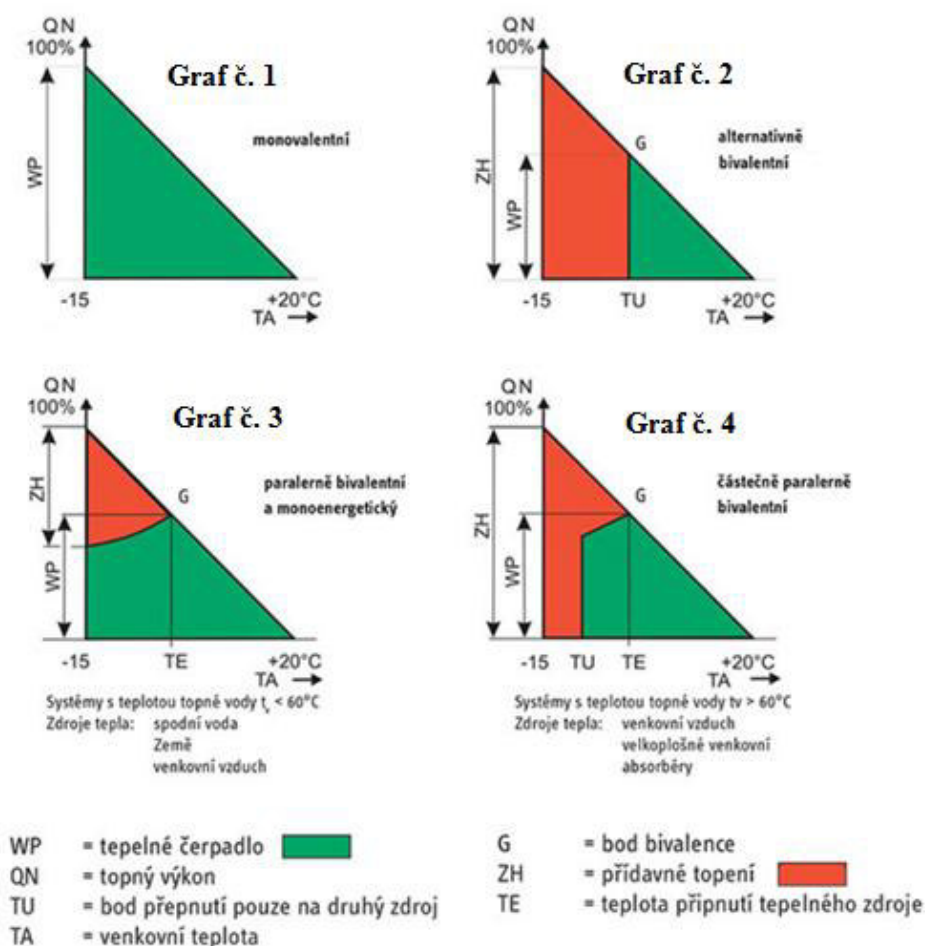 QN
100%
Graf č. 1
monovalentní
WP
-15
+20°C
TA
QN
100%
Graf č. 2
alternativně
bivalentní
G
ZH
WP
-15
TU
+20°C
TA
QN
100%
Graf č. 3
paralerně bivalentní
a monoenergetický
G
ZH
WP
-15
TE
+20°C
TA
Systémy s teplotou topné vody tv < 60°C
Zdroje tepla: spodní voda
Země
venkovní vzduch
QN
100%
Graf č. 4
částečně paralerně
bivalentní
G
ZH
WP
-15
TU
TE
+20°C
TA
Systémy s teplotou topné vody tv > 60°C
Zdroje tepla: venkovní vzduch
velkoplošné venkovní
absorbéry
WP = tepelné čerpadlo
QN = topný výkon
TU = bod přepnutí pouze na druhý zdroj
TA = venkovní teplota
G = bod bivalence
ZH = přídavné topení
TE = teplota připnutí tepelného zdroje